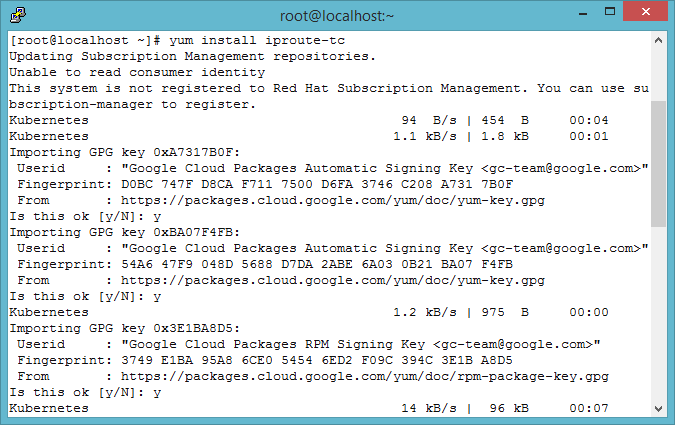 root@localhost:~
[root@localhost ~]# yum install iproute-tc
Updating Subscription Management repositories.
Unable to read consumer identity
This system is not registered to Red Hat Subscription Management. You can use su
bscription-manager to register.
Kubernetes                                       94  B/s | 454  B     00:04
Kubernetes                                      1.1 kB/s | 1.8 kB     00:01
Importing GPG key 0xA7317B0F:
 Userid     : "Google Cloud Packages Automatic Signing Key <gc-team@google.com>"
 Fingerprint: D0BC 747F D8CA F711 7500 D6FA 3746 C208 A731 7B0F
 From       : https://packages.cloud.google.com/yum/doc/yum-key.gpg
Is this ok [y/N]: y
Importing GPG key 0xBA07F4FB:
 Userid     : "Google Cloud Packages Automatic Signing Key <gc-team@google.com>"
 Fingerprint: 54A6 47F9 048D 5688 D7DA 2ABE 6A03 0B21 BA07 F4FB
 From       : https://packages.cloud.google.com/yum/doc/yum-key.gpg
Is this ok [y/N]: y
Kubernetes                                      1.2 kB/s | 975  B     00:00
Importing GPG key 0x3E1BA8D5:
 Userid     : "Google Cloud Packages RPM Signing Key <gc-team@google.com>"
 Fingerprint: 3749 E1BA 95A8 6CE0 5454 6ED2 F09C 394C 3E1B A8D5
 From       : https://packages.cloud.google.com/yum/doc/rpm-package-key.gpg
Is this ok [y/N]: y
Kubernetes                                       14 kB/s |  96 kB     00:07